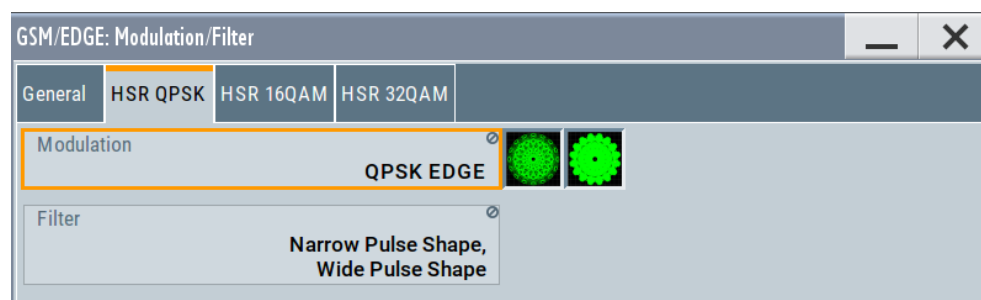 GSM/EDGE: Modulation/Filter
General HSR QPSK HSR 16QAM HSR 32QAM
Modulation
QPSK EDGE
Filter
Narrow Pulse Shape,
Wide Pulse Shape